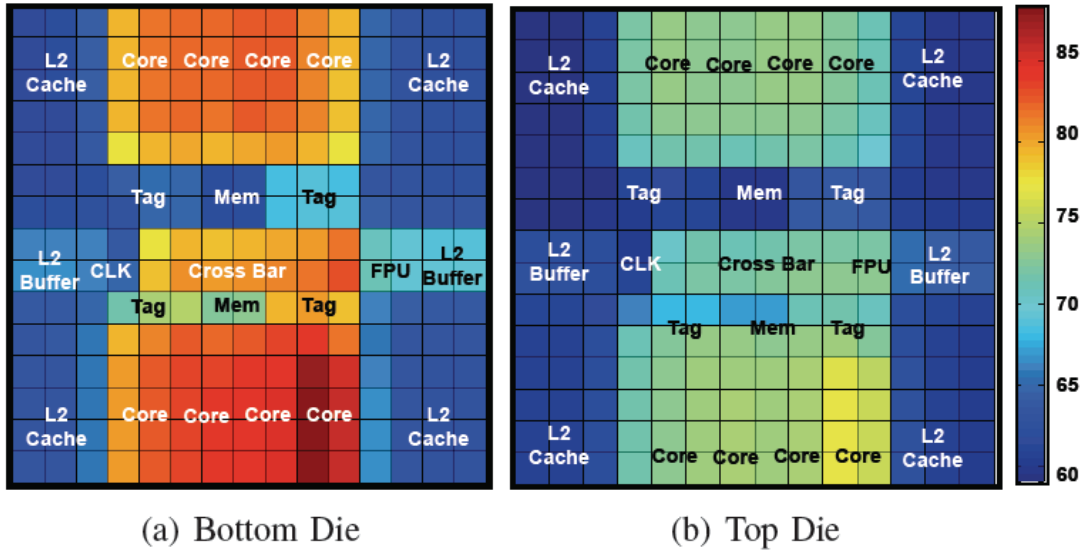 L2 Cache
Core Core Core Core
L2 Cache
Tag Mem Tag
L2 Buffer
CLK
Cross Bar
FPU
L2 Buffer
Tag Mem Tag
L2 Cache
Core Core Core Core
L2 Cache
(a) Bottom Die
L2 Cache
Core Core Core Core
L2 Cache
Tag Mem Tag
L2 Buffer
CLK
Cross Bar
FPU
L2 Buffer
Tag Mem Tag
L2 Cache
Core Core Core Core
L2 Cache
(b) Top Die
85
80
75
70
65
60